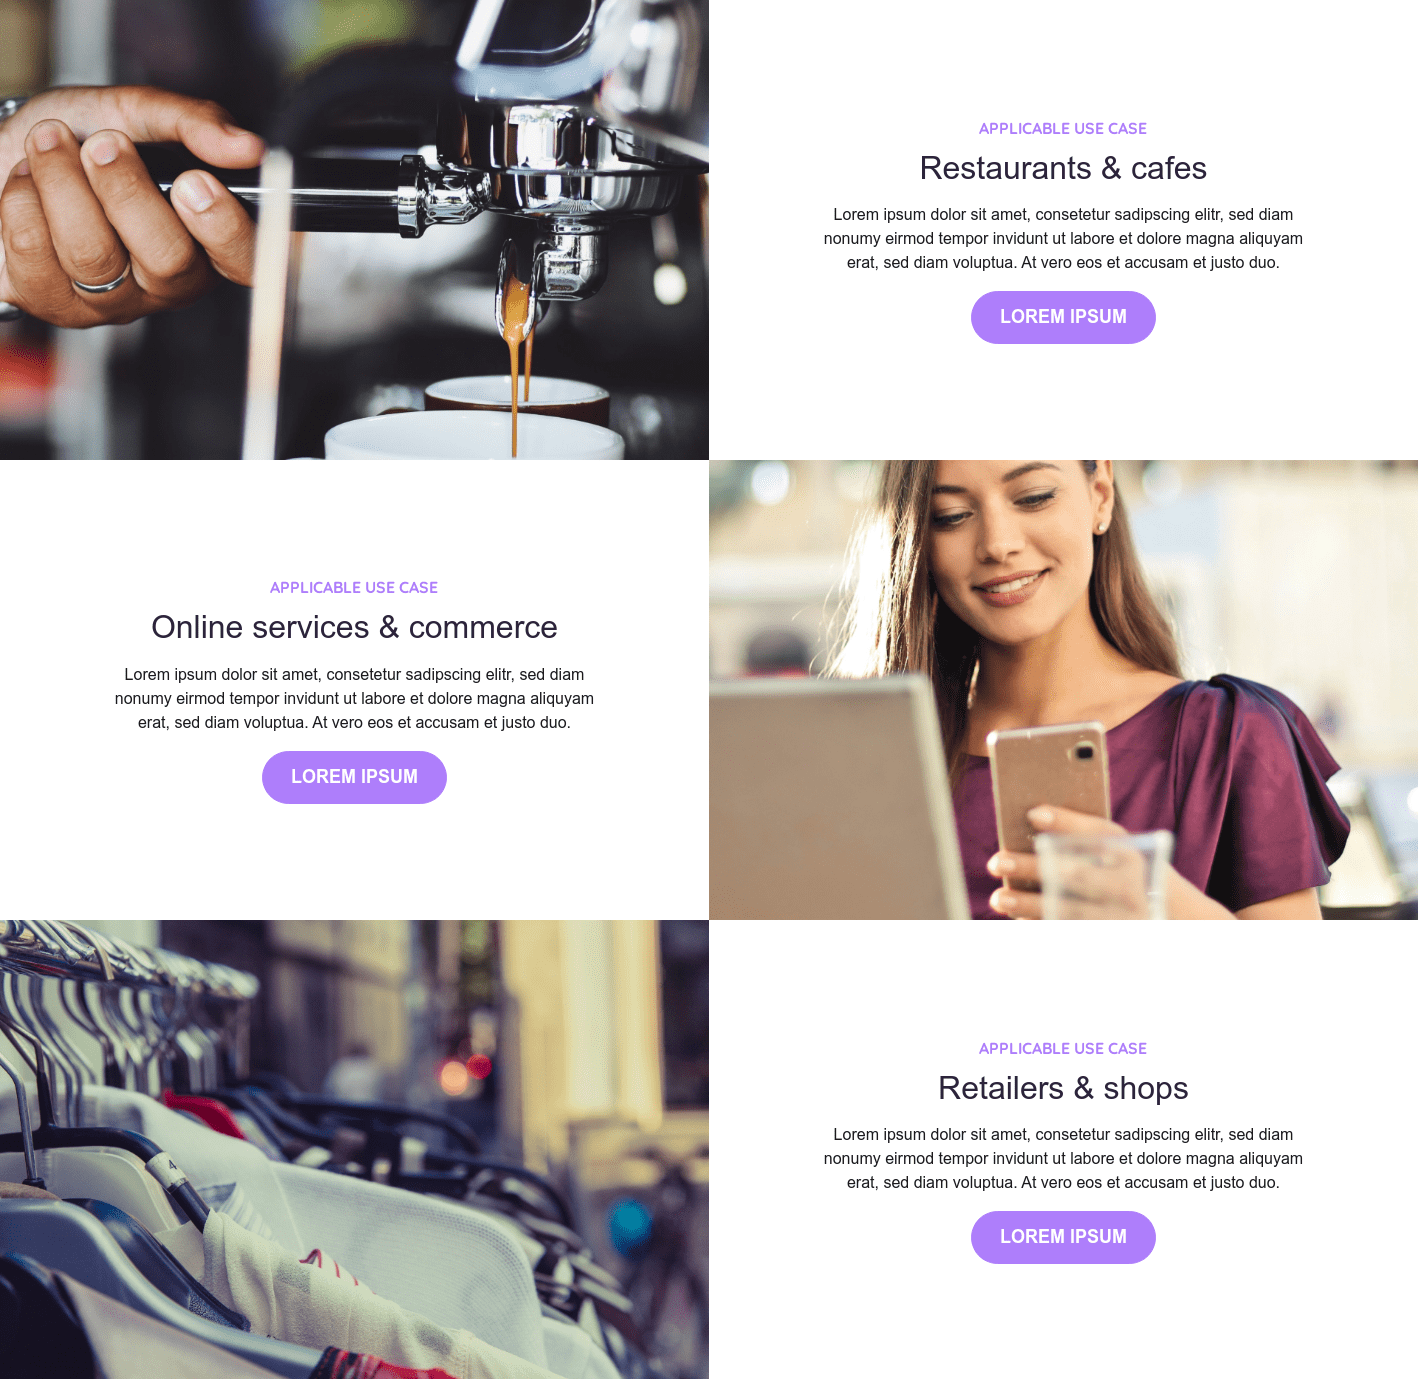 APPLICABLE USE CASE
Restaurants & cafes
Lorem ipsum dolor sit amet, consetetur sadipscing elitr, sed diam
nonumy eirmod tempor invidunt ut labore et dolore magna aliquyam
erat, sed diam voluptua. At vero eos et accusam et justo duo.
LOREM IPSUM
APPLICABLE USE CASE
Online services & commerce
Lorem ipsum dolor sit amet, consetetur sadipscing elitr, sed diam
nonumy eirmod tempor invidunt ut labore et dolore magna aliquyam
erat, sed diam voluptua. At vero eos et accusam et justo duo.
LOREM IPSUM
APPLICABLE USE CASE
Retailers & shops
Lorem ipsum dolor sit amet, consetetur sadipscing elitr, sed diam
nonumy eirmod tempor invidunt ut labore et dolore magna aliquyam
erat, sed diam voluptua. At vero eos et accusam et justo duo.
LOREM IPSUM